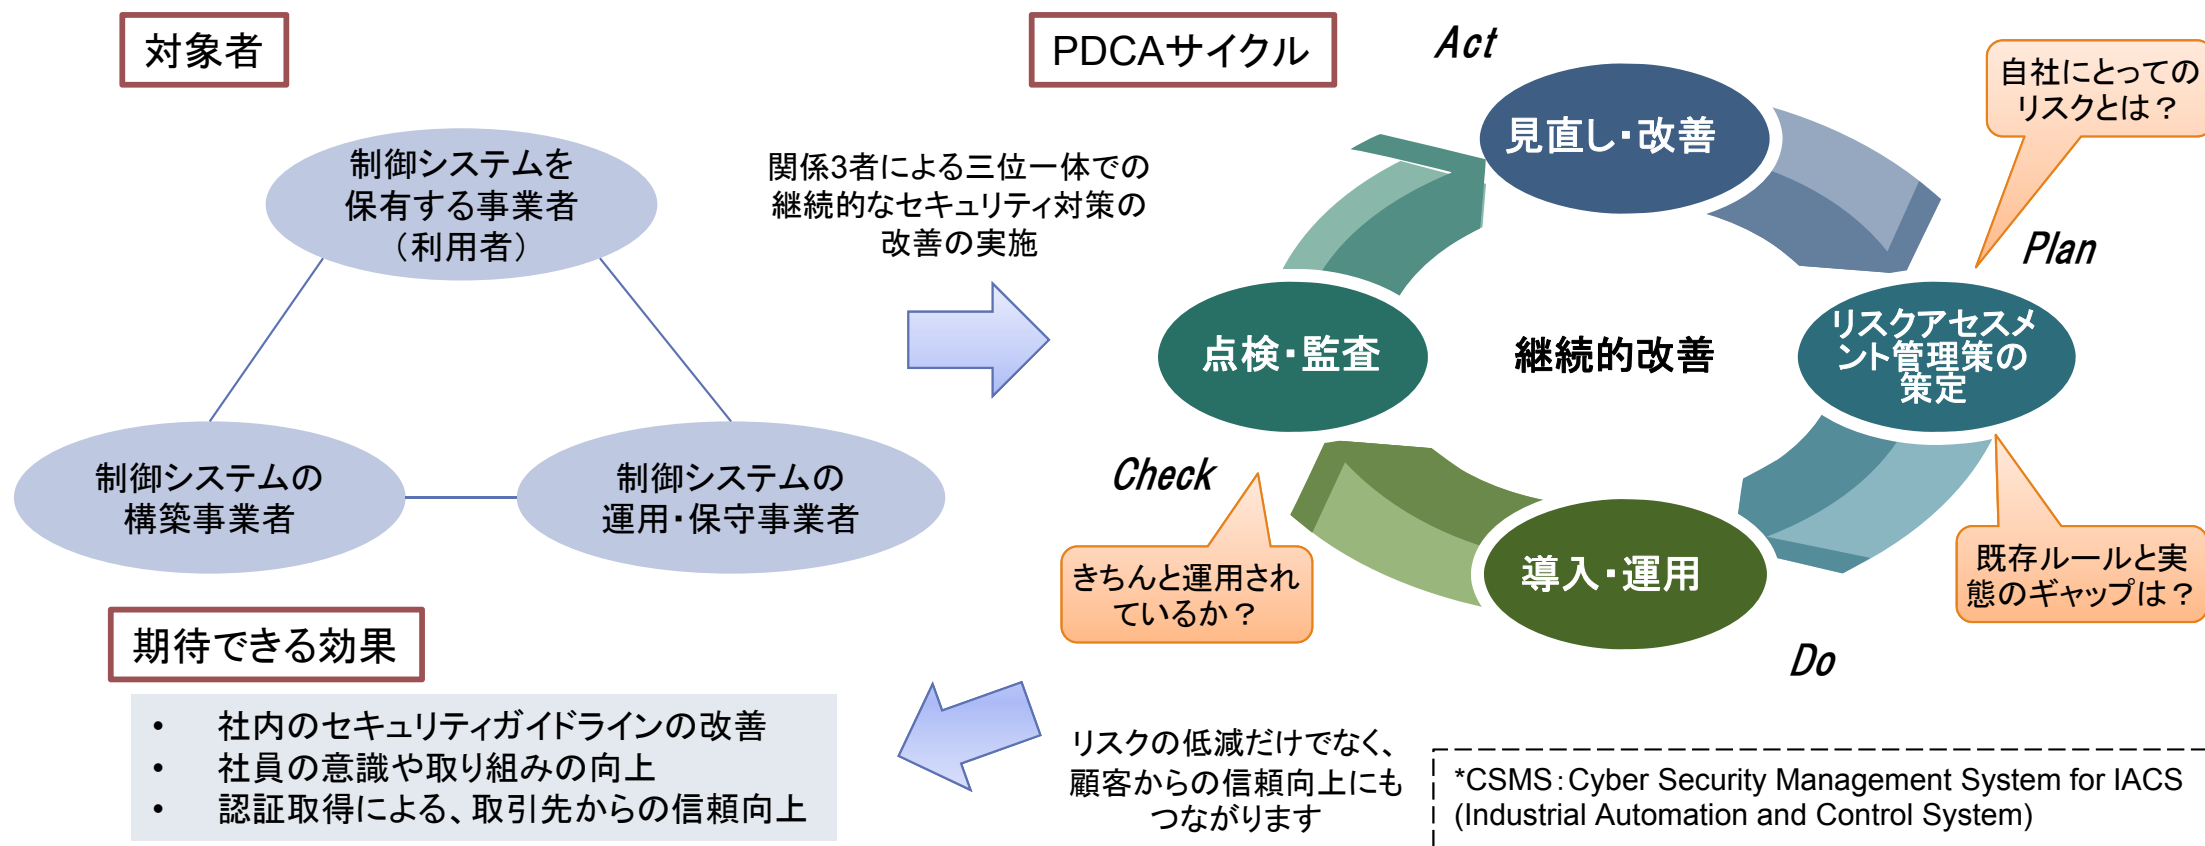 対象者
制御システムを
保有する事業者
（利用者）
制御システムの
構築事業者
制御システムの
運用・保守事業者
関係3者による三位一体での
継続的なセキュリティ対策の
改善の実施
PDCAサイクル
Act
見直し・改善
自社にとっての
リスクとは？
Plan
リスクアセスメ
ント管理策の
策定
継続的改善
点検・監査
Check
きちんと運用され
ているか？
導入・運用
既存ルールと実
態のギャップは？
Do
期待できる効果
• 社内のセキュリティガイドラインの改善
• 社員の意識や取り組みの向上
• 認証取得による、取引先からの信頼向上
リスクの低減だけでなく、
顧客からの信頼向上にも
つながります
*CSMS：Cyber Security Management System for IACS
(Industrial Automation and Control System)